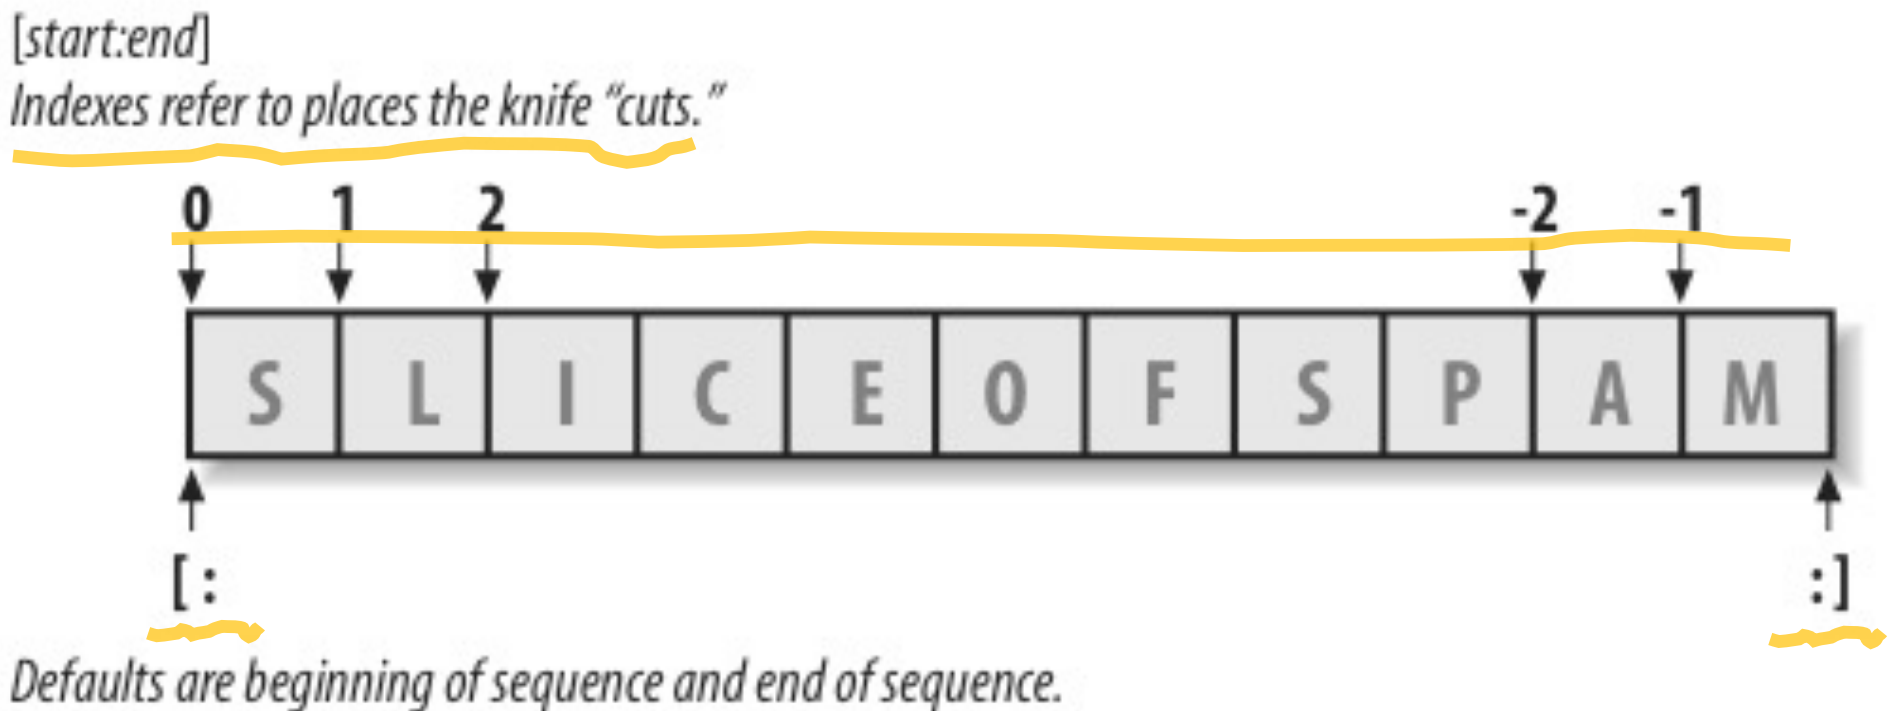 [start:end]
Indexes refer to places the knife “cuts.”
0 1 2 -2 -1
S L I C E O F S P A M
[: :]
Defaults are beginning of sequence and end of sequence.